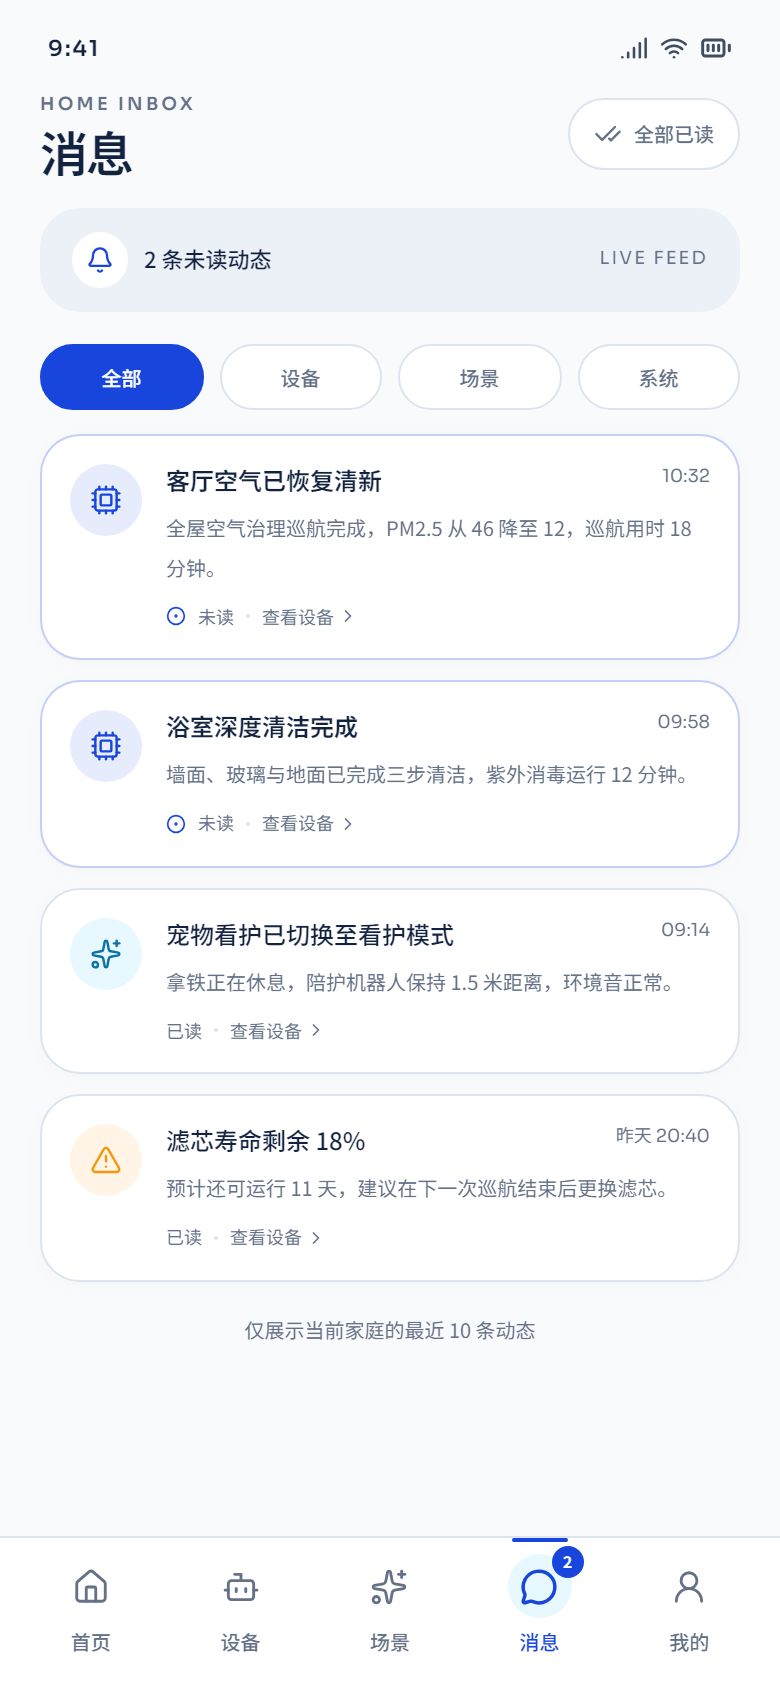 9:41
HOME INBOX
消息
全部已读
2 条未读动态
LIVE FEED
全部
设备
场景
系统
客厅空气已恢复清新
10:32
全屋空气治理巡航完成，PM2.5 从 46 降至 12，巡航用时 18
分钟。
未读 · 查看设备
浴室深度清洁完成
09:58
墙面、玻璃与地面已完成三步清洁，紫外消毒运行 12 分钟。
未读 · 查看设备
宠物看护已切换至看护模式
09:14
拿铁正在休息，陪护机器人保持 1.5 米距离，环境音正常。
已读 · 查看设备
滤芯寿命剩余 18%
昨天 20:40
预计还可运行 11 天，建议在下一次巡航结束后更换滤芯。
已读 · 查看设备
仅展示当前家庭的最近 10 条动态
2
首页
设备
场景
消息
我的